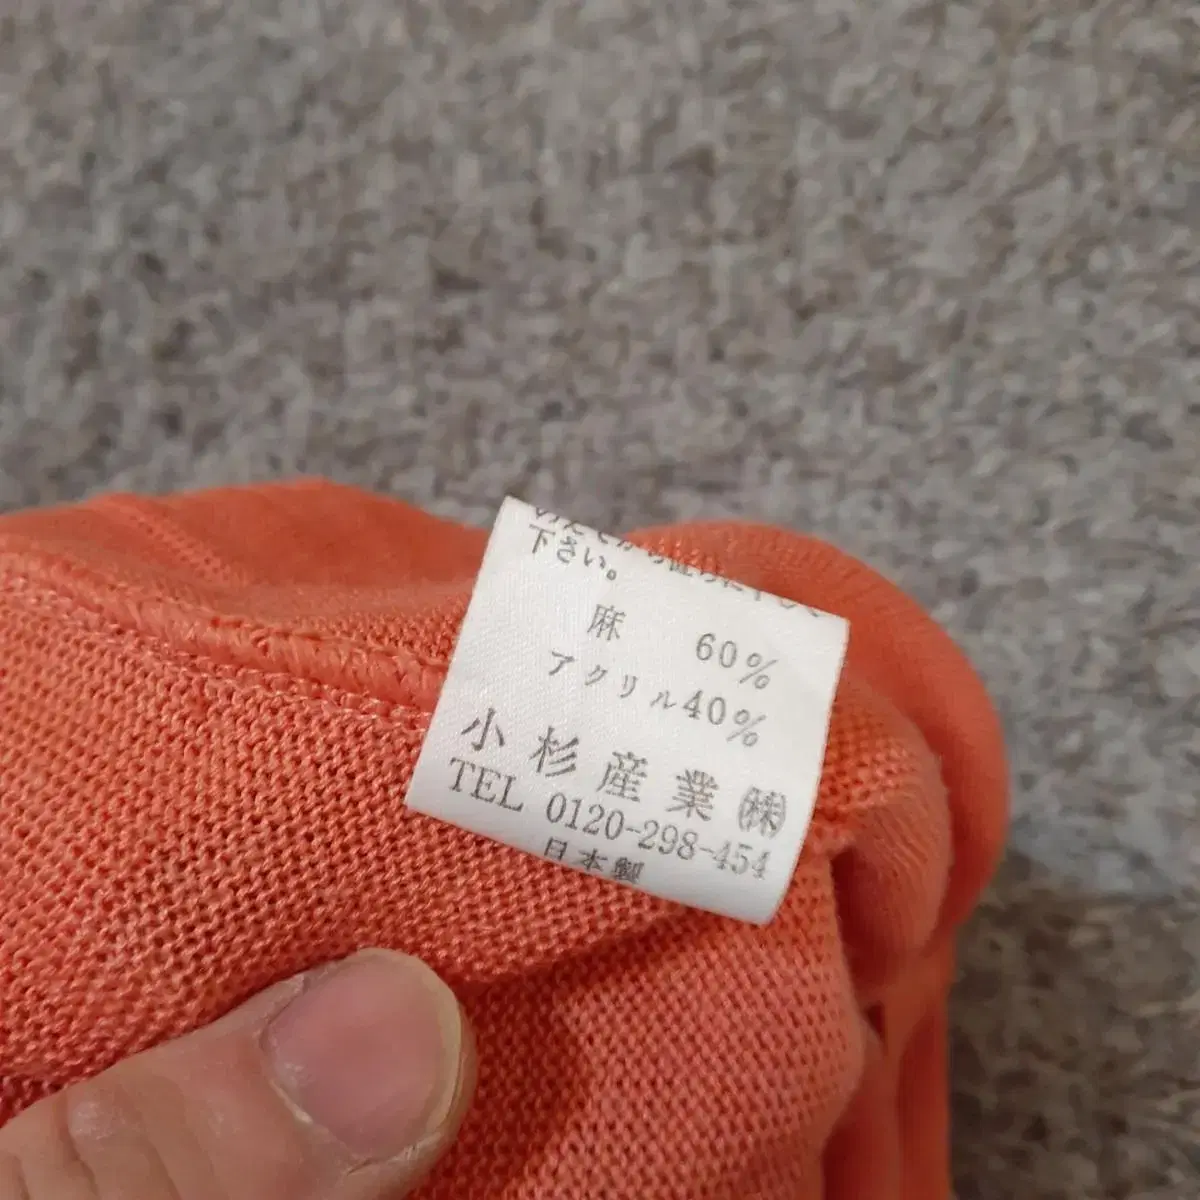 下さい。
麻 60%
アクリル40%
小杉産業㈱
TEL 0120-298-454
日本製